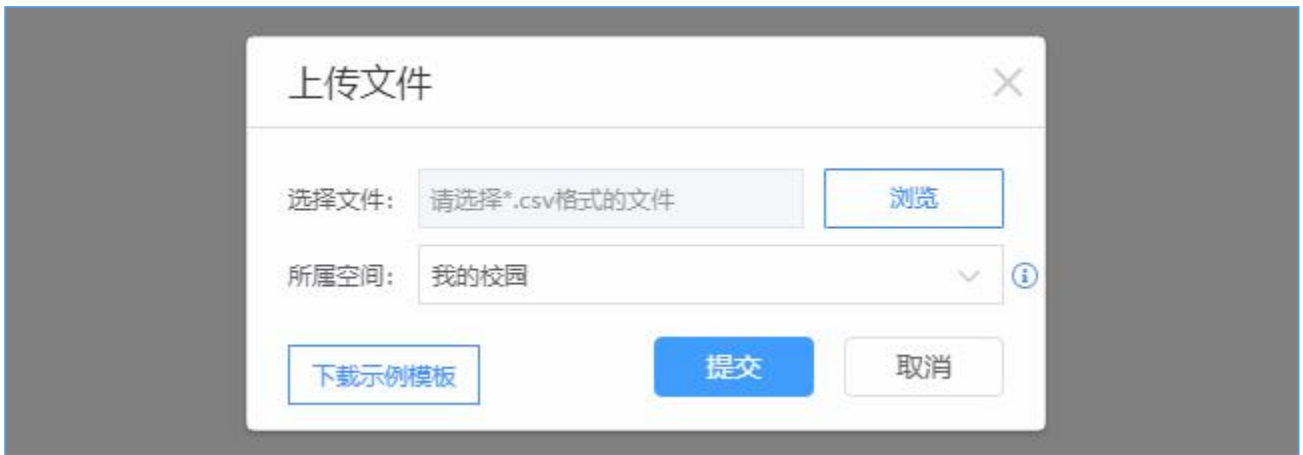 上传文件
选择文件: 请选择*.csv格式的文件 浏览
所属空间: 我的校园
下载示例模板 提交 取消